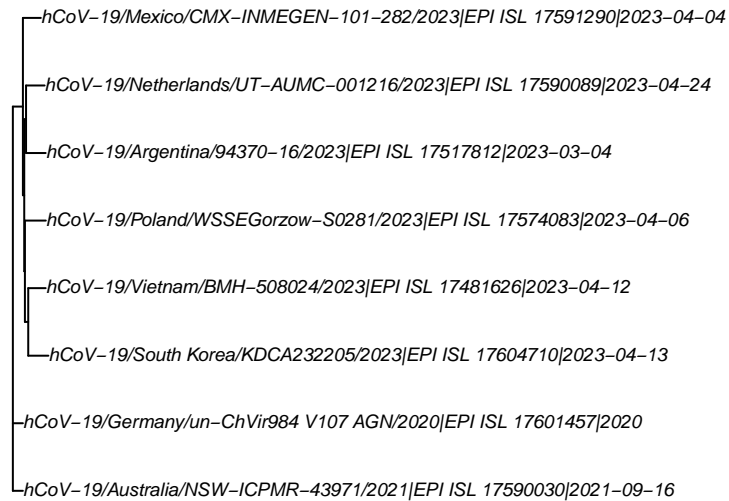 hCoV−19/Mexico/CMX−INMEGEN−101−282/2023|EPI ISL 17591290|2023−04−04
hCoV−19/Netherlands/UT−AUMC−001216/2023|EPI ISL 17590089|2023−04−24
hCoV−19/Argentina/94370−16/2023|EPI ISL 17517812|2023−03−04
hCoV−19/Poland/WSSEGorzow−S0281/2023|EPI ISL 17574083|2023−04−06
hCoV−19/Vietnam/BMH−508024/2023|EPI ISL 17481626|2023−04−12
hCoV−19/South Korea/KDCA232205/2023|EPI ISL 17604710|2023−04−13
hCoV−19/Germany/un−ChVir984 V107 AGN/2020|EPI ISL 17601457|2020
hCoV−19/Australia/NSW−ICPMR−43971/2021|EPI ISL 17590030|2021−09−16